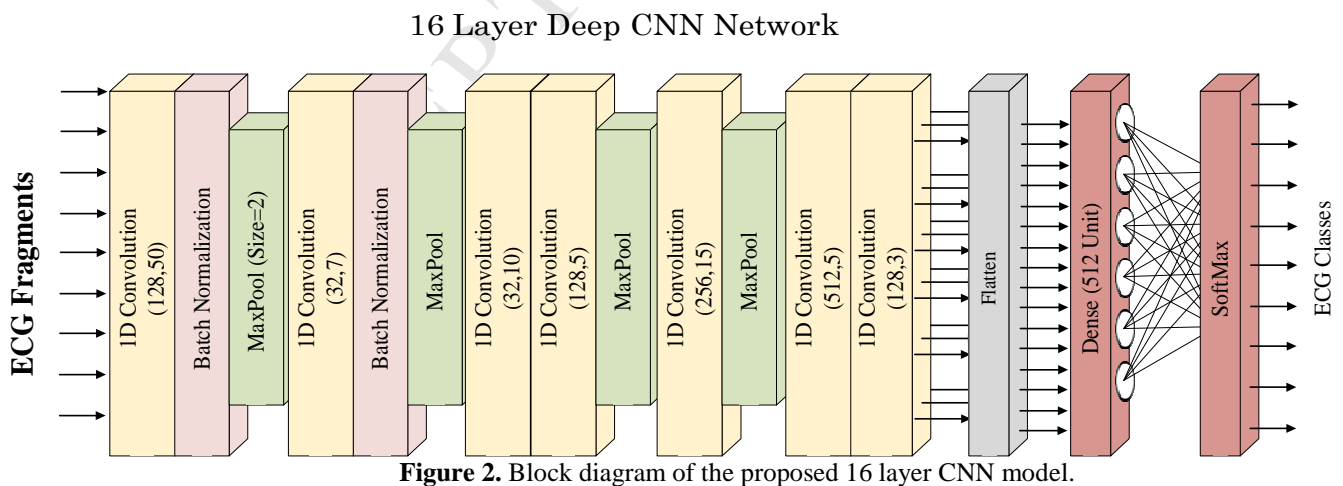 16 Layer Deep CNN Network
ECG Fragments
1D Convolution
(128,50)
Batch Normalization
MaxPool (Size=2)
1D Convolution
(32,7)
Batch Normalization
MaxPool
1D Convolution
(32,10)
1D Convolution
(128,5)
MaxPool
1D Convolution
(256,15)
MaxPool
1D Convolution
(512,5)
1D Convolution
(128,3)
Flatten
Dense (512 Unit)
SoftMax
ECG Classes
Figure 2. Block diagram of the proposed 16 layer CNN model.